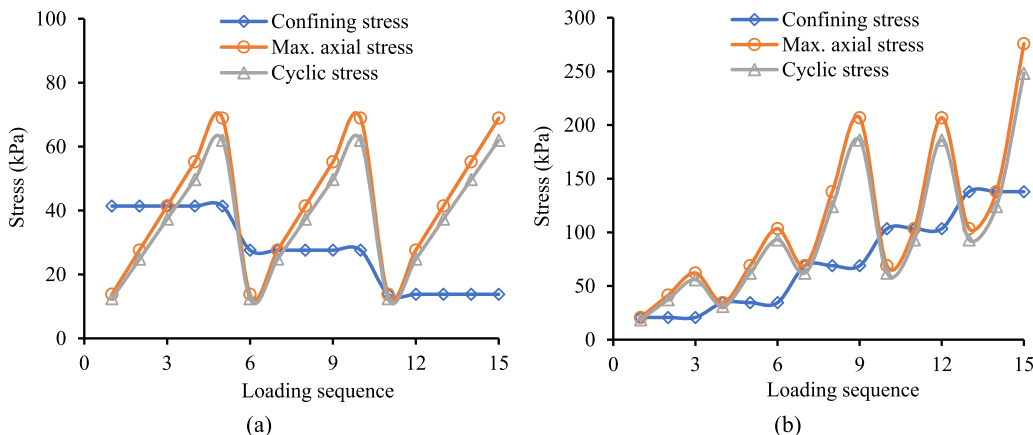 100
80
60
40
20
0
Stress (kPa)
Confining stress
Max. axial stress
Cyclic stress
0 3 6 9 12 15
Loading sequence
(a)
300
250
200
150
100
50
0
Stress (kPa)
Confining stress
Max. axial stress
Cyclic stress
0 3 6 9 12 15
Loading sequence
(b)